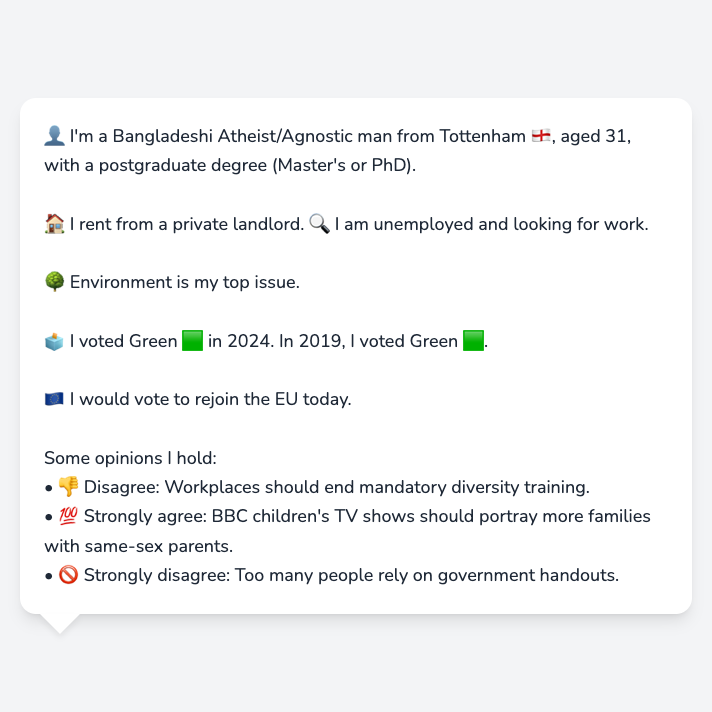 👤 I'm a Bangladeshi Atheist/Agnostic man from Tottenham 🏴󠁧󠁢󠁥󠁮󠁧󠁿, aged 31,
with a postgraduate degree (Master's or PhD).
🏠 I rent from a private landlord. 🔍 I am unemployed and looking for work.
🌳 Environment is my top issue.
🗳️ I voted Green 🟩 in 2024. In 2019, I voted Green 🟩.
🇪🇺 I would vote to rejoin the EU today.
Some opinions I hold:
• 👎 Disagree: Workplaces should end mandatory diversity training.
• 💯 Strongly agree: BBC children's TV shows should portray more families
with same-sex parents.
• 🚫 Strongly disagree: Too many people rely on government handouts.